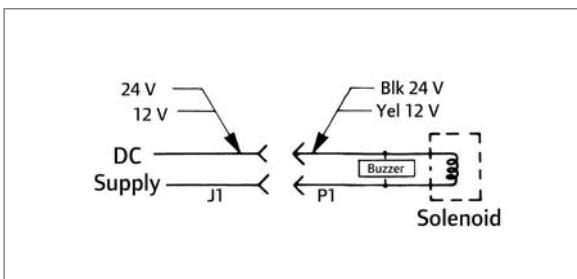 24 V
12 V
Blk 24 V
Yel 12 V
DC
Supply
J1
P1
Buzzer
Solenoid